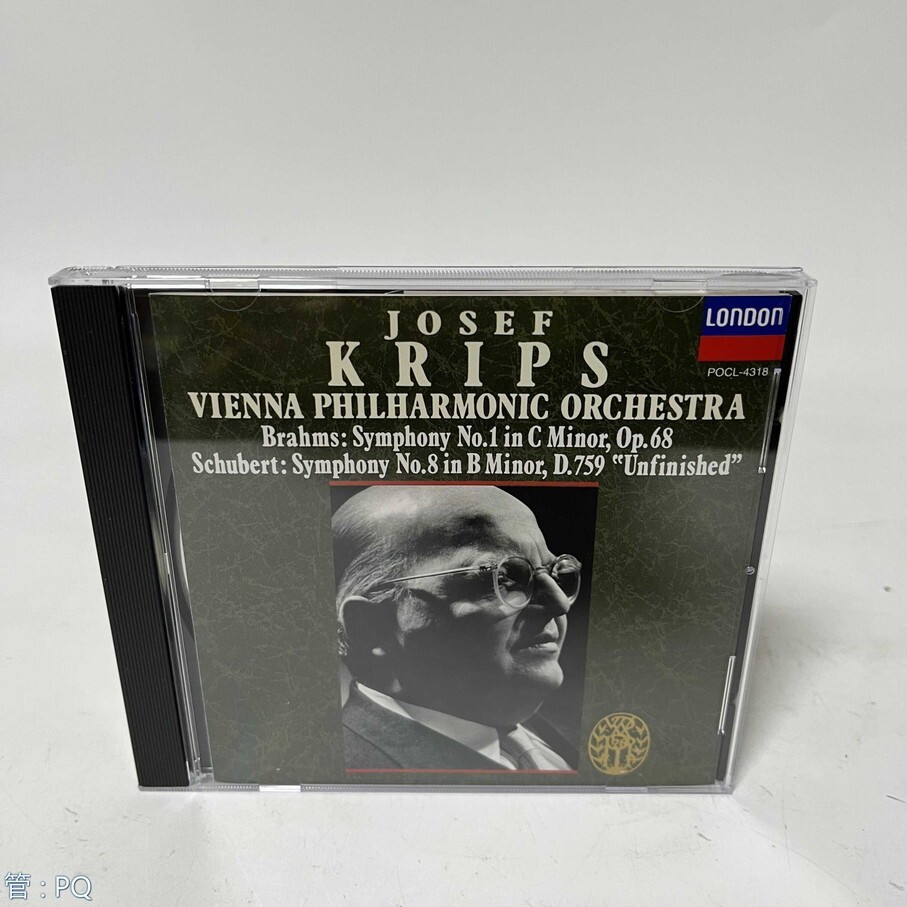 JOSEF
KRIPS
VIENNA PHILHARMONIC ORCHESTRA
Brahms: Symphony No.1 in C Minor, Op.68
Schubert: Symphony No.8 in B Minor, D.759 “Unfinished”
LONDON
POCL-4318
管：PQ